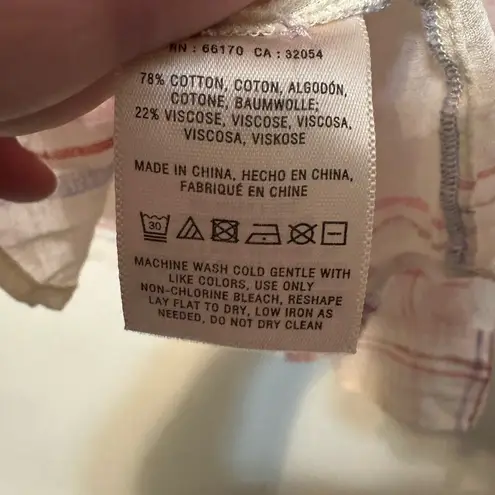 RN : 66170 CA : 32054
78% COTTON, COTON, ALGODÓN,
COTONE, BAUMWOLLE;
22% VISCOSE, VISCOSE, VISCOSA,
VISCOSA, VISKOSE
MADE IN CHINA, HECHO EN CHINA,
FABRIQUÉ EN CHINE
30
MACHINE WASH COLD GENTLE WITH
LIKE COLORS, USE ONLY
NON-CHLORINE BLEACH, RESHAPE
LAY FLAT TO DRY, LOW IRON AS
NEEDED, DO NOT DRY CLEAN